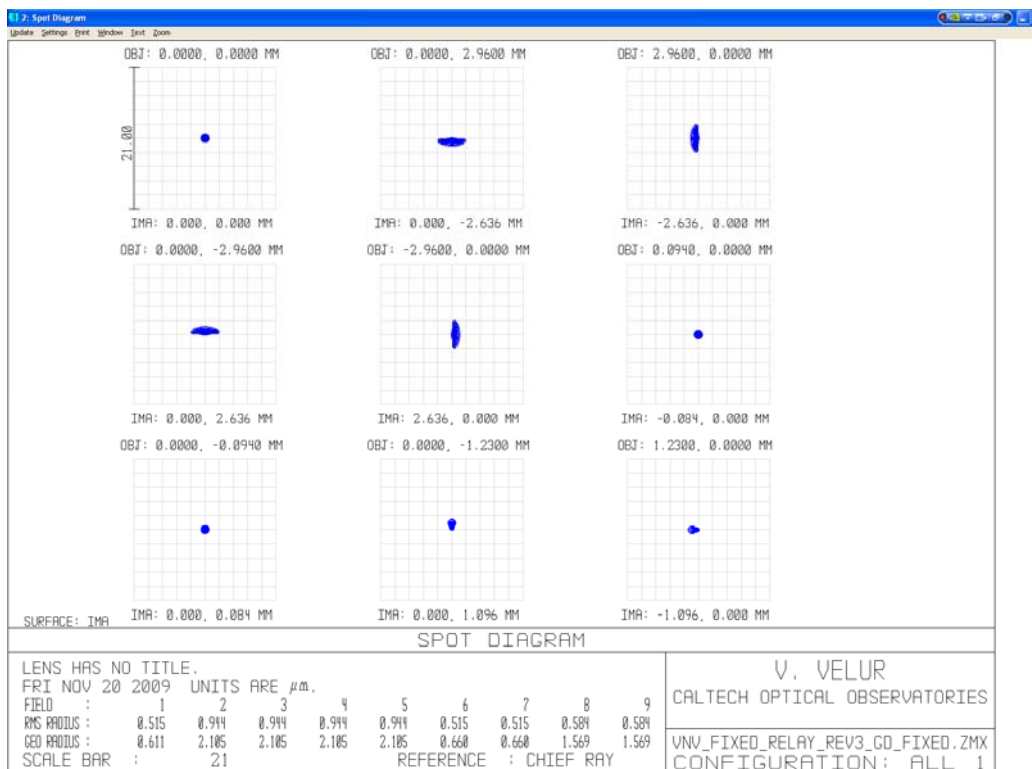 2: Spot Diagram
Update Settings Print Window Text Zoom
OBJ: 0.0000, 0.0000 MM
OBJ: 0.0000, 2.9600 MM
OBJ: 2.9600, 0.0000 MM
21.00
IMA: 0.000, 0.000 MM
IMA: 0.000, -2.636 MM
IMA: -2.636, 0.000 MM
OBJ: 0.0000, -2.9600 MM
OBJ: -2.9600, 0.0000 MM
OBJ: 0.0940, 0.0000 MM
IMA: 0.000, 2.636 MM
IMA: 2.636, 0.000 MM
IMA: -0.084, 0.000 MM
OBJ: 0.0000, -0.0940 MM
OBJ: 0.0000, -1.2300 MM
OBJ: 1.2300, 0.0000 MM
IMA: 0.000, 0.084 MM
IMA: 0.000, 1.096 MM
IMA: -1.096, 0.000 MM
SURFACE: IMA
SPOT DIAGRAM
LENS HAS NO TITLE.
FRI NOV 20 2009 UNITS ARE µm.
FIELD : 1 2 3 4 5 6 7 8 9
RMS RADIUS : 0.515 0.944 0.944 0.944 0.944 0.515 0.515 0.584 0.584
GEO RADIUS : 0.611 2.105 2.105 2.105 2.105 0.660 0.660 1.569 1.569
SCALE BAR : 21 REFERENCE : CHIEF RAY
V. VELUR
CALTECH OPTICAL OBSERVATORIES
VNV_FIXED_RELAY_REV3_GD_FIXED.ZMX
CONFIGURATION: ALL 1